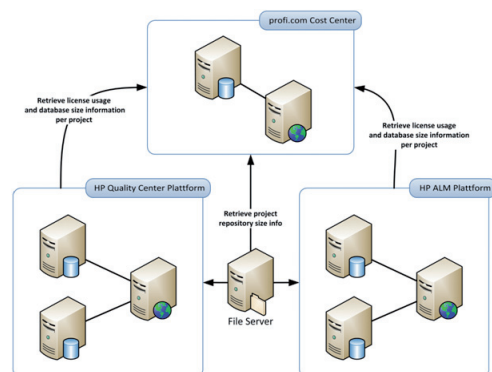 profi.com Cost Center
Retrieve license usage
and database size information
per project
Retrieve license usage
and database size information
per project
HP Quality Center Plattform
Retrieve project
repository size info
HP ALM Plattform
File Server